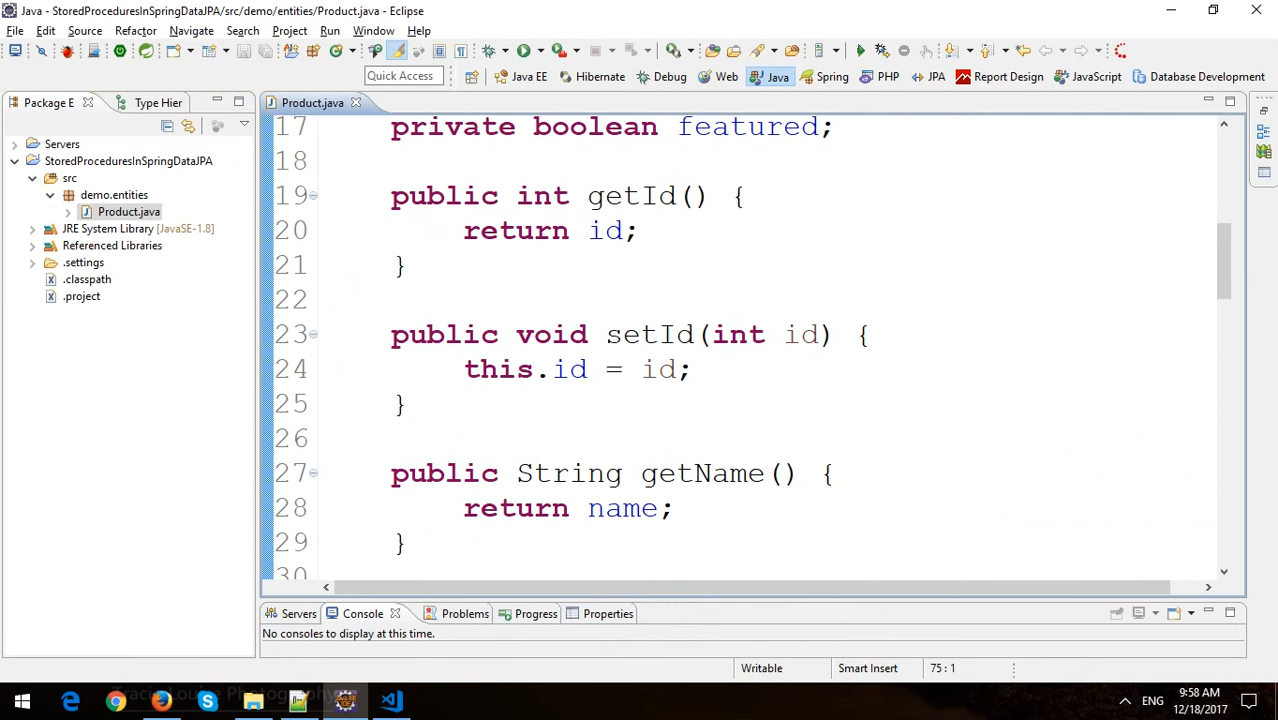 Java - StoredProceduresInSpringDataJPA/src/demo/entities/Product.java - Eclipse
File Edit Source Refactor Navigate Search Project Run Window Help
Quick Access Java EE Hibernate Debug Web Java Spring PHP JPA Report Design JavaScript Database Development
Package E Type Hier
Product.java
Servers
StoredProceduresInSpringDataJPA
src
demo.entities
Product.java
JRE System Library [JavaSE-1.8]
Referenced Libraries
.settings
.classpath
.project
17 private boolean featured;
18
19 public int getId() {
20 return id;
21 }
22
23 public void setId(int id) {
24 this.id = id;
25 }
26
27 public String getName() {
28 return name;
29 }
30
Servers Console Problems Progress Properties
No consoles to display at this time.
Writable Smart Insert 75 : 1
Tracie Louise Photography
ENG 9:58 AM
12/18/2017